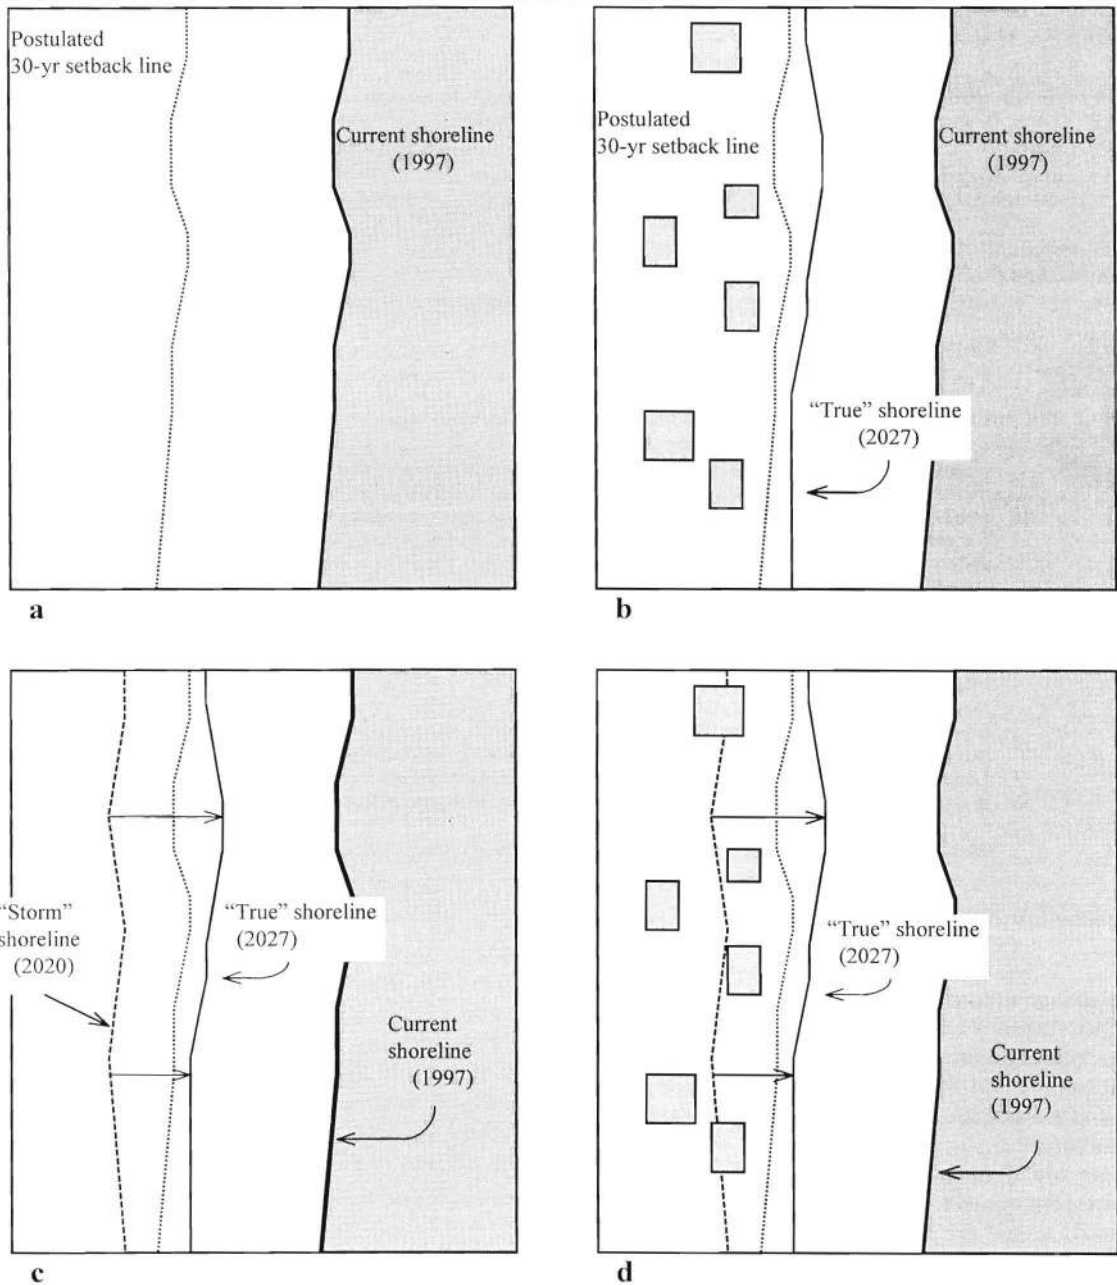 Postulated
30-yr setback line
Current shoreline
(1997)
a
Postulated
30-yr setback line
Current shoreline
(1997)
“True” shoreline
(2027)
b
“Storm”
shoreline
(2020)
“True” shoreline
(2027)
Current
shoreline
(1997)
c
“True” shoreline
(2027)
Current
shoreline
(1997)
d